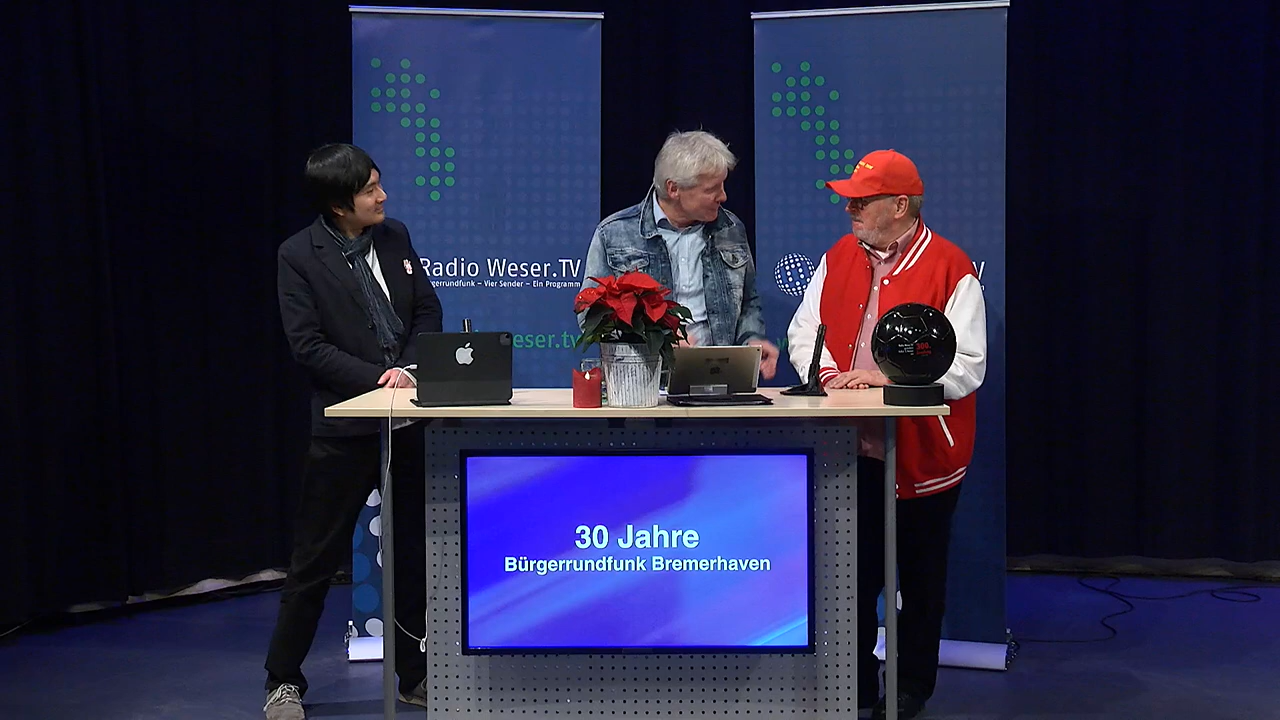 Radio Weser.TV
Bürgerrundfunk – Vier Sender – Ein Programm
weser.tv
30 Jahre
Bürgerrundfunk Bremerhaven